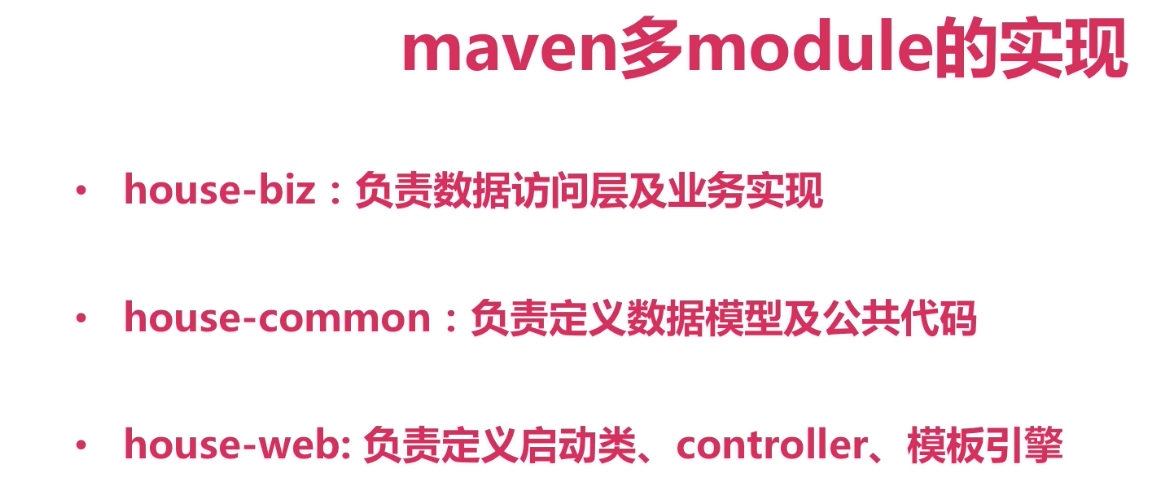 maven多module的实现
• house-biz：负责数据访问层及业务实现
• house-common：负责定义数据模型及公共代码
• house-web: 负责定义启动类、controller、模板引擎